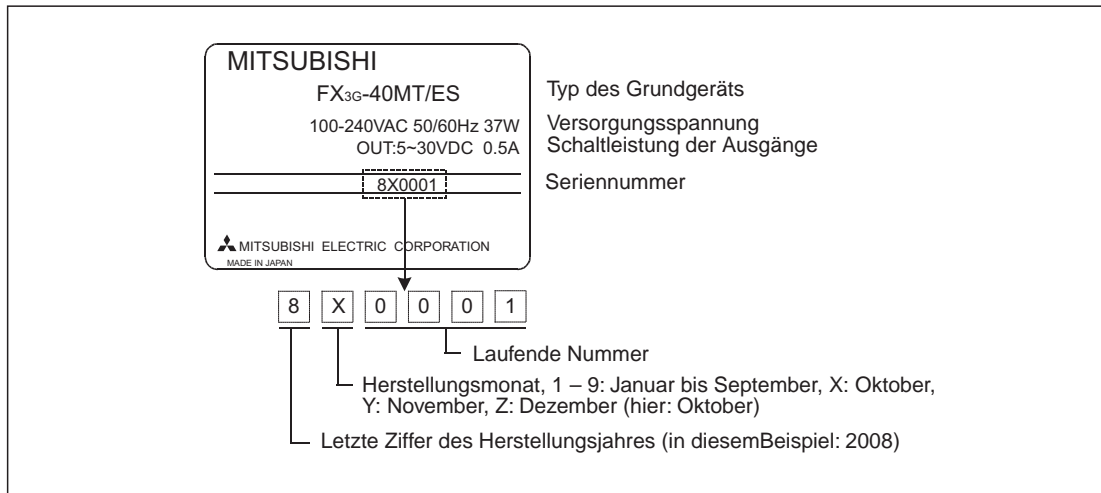 MITSUBISHI
FX3G-40MT/ES
Typ des Grundgeräts
100-240VAC 50/60Hz 37W
Versorgungsspannung
OUT:5~30VDC 0.5A
Schaltleistung der Ausgänge
8X0001
Seriennummer
MITSUBISHI ELECTRIC CORPORATION
MADE IN JAPAN
8 X 0 0 0 1
Laufende Nummer
Herstellungsmonat, 1 – 9: Januar bis September, X: Oktober,
Y: November, Z: Dezember (hier: Oktober)
Letzte Ziffer des Herstellungsjahres (in diesemBeispiel: 2008)